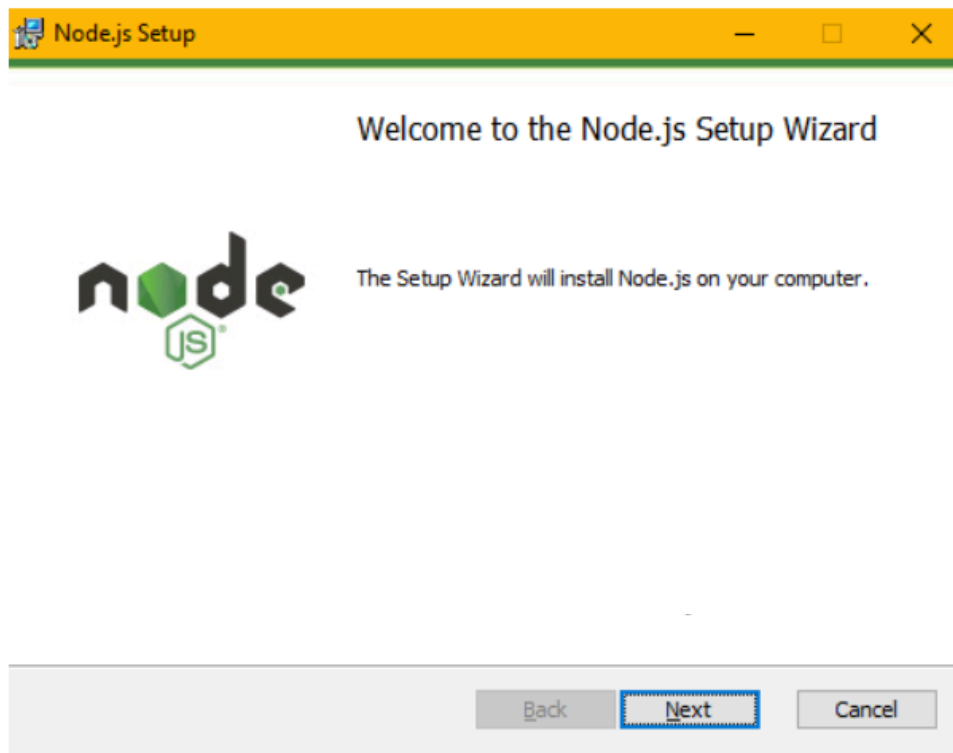 Node.js Setup
Welcome to the Node.js Setup Wizard
node
JS®
The Setup Wizard will install Node.js on your computer.
Back Next Cancel